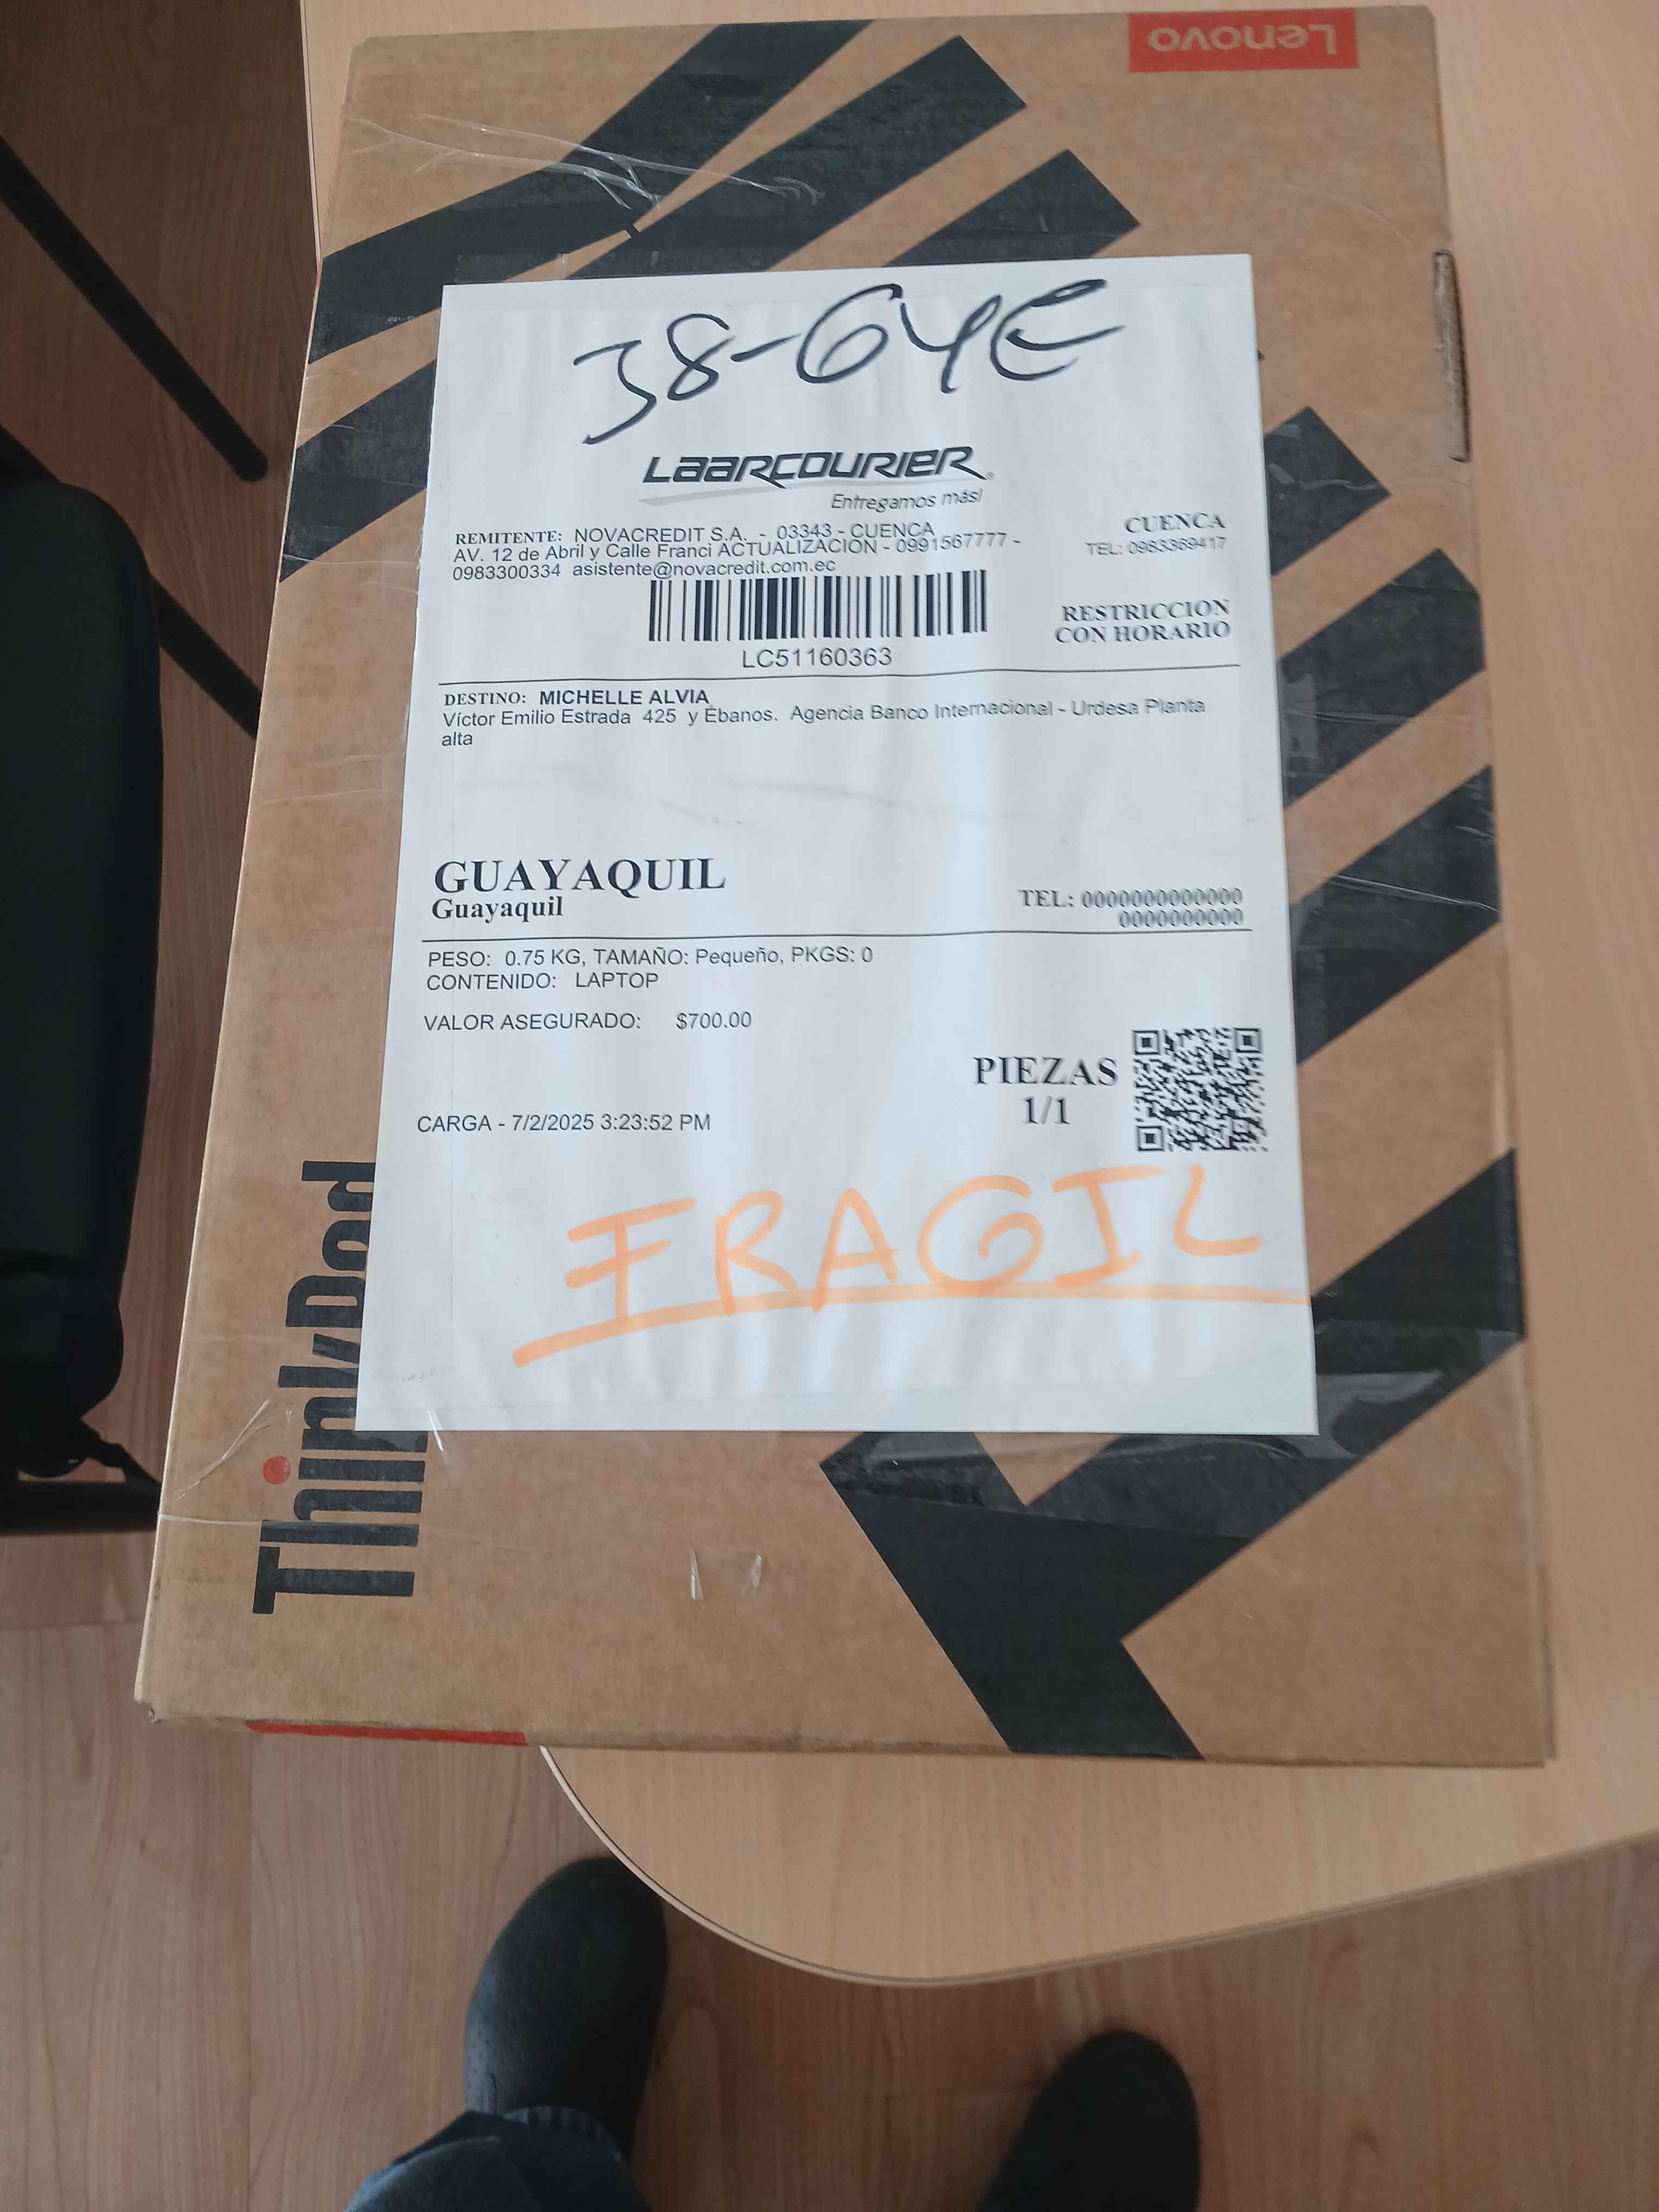 Lenovo
38-GYE
LAARCOURIER
Entregamos más!
REMITENTE: NOVACREDIT S.A. - 03343 - CUENCA
AV. 12 de Abril y Calle Franci ACTUALIZACION - 0991567777 -
0983300334 asistente@novacredit.com.ec
CUENCA
TEL: 0983369417
RESTRICCION
CON HORARIO
LC51160363
DESTINO: MICHELLE ALVIA
Víctor Emilio Estrada 425 y Ébanos. Agencia Banco Internacional - Urdesa Planta
alta
GUAYAQUIL
Guayaquil
TEL: 0000000000000
0000000000
PESO: 0.75 KG, TAMAÑO: Pequeño, PKGS: 0
CONTENIDO: LAPTOP
VALOR ASEGURADO: $700.00
PIEZAS
1/1
CARGA - 7/2/2025 3:23:52 PM
FRAGIL
ThinkPad